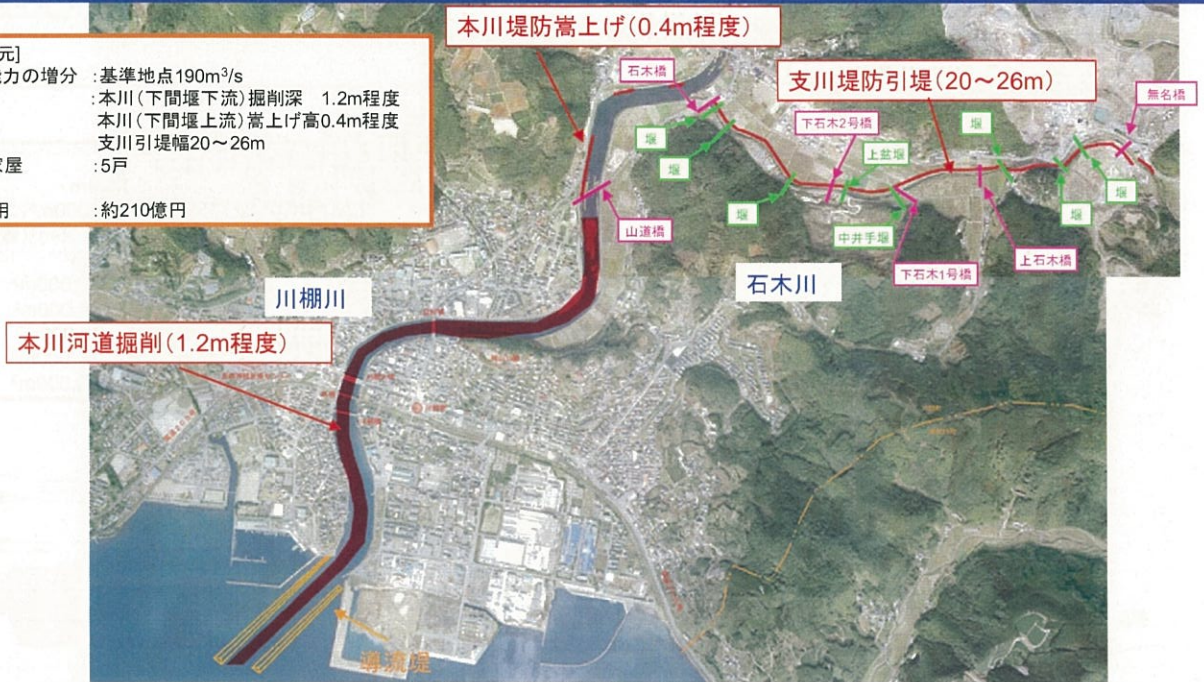 元]
力の増分 :基準地点190m³/s
:本川(下間堰下流)掘削深 1.2m程度
本川(下間堰上流)嵩上げ高0.4m程度
支川引堤幅20～26m
家屋 :5戸
用 :約210億円
本川堤防嵩上げ(0.4m程度)
支川堤防引堤(20～26m)
石木橋
無名橋
堰
下石木2号橋
堰
上盆堰
堰
堰
堰
堰
山道橋
中井手堰
下石木1号橋
上石木橋
川棚川
石木川
本川河道掘削(1.2m程度)
導流堤